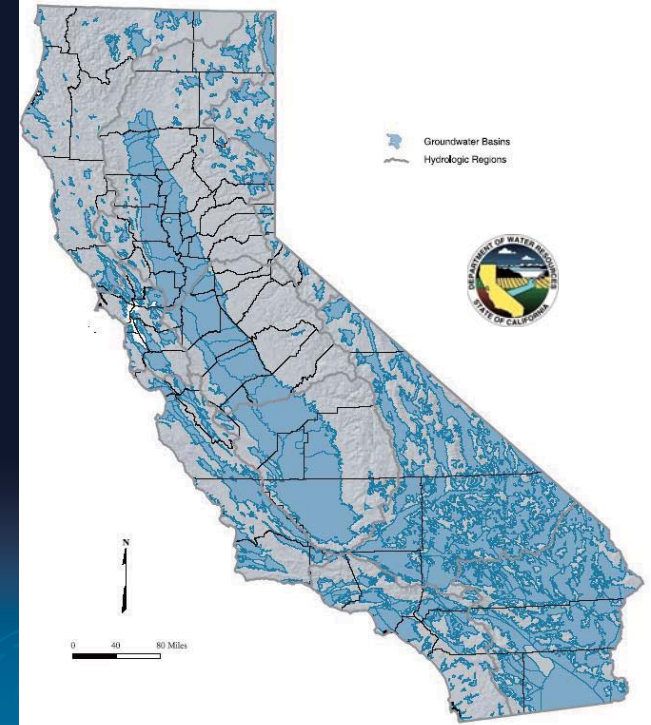 Groundwater Basins
Hydrologic Regions
DEPARTMENT OF WATER RESOURCES
STATE OF CALIFORNIA
N
0 40 80 Miles